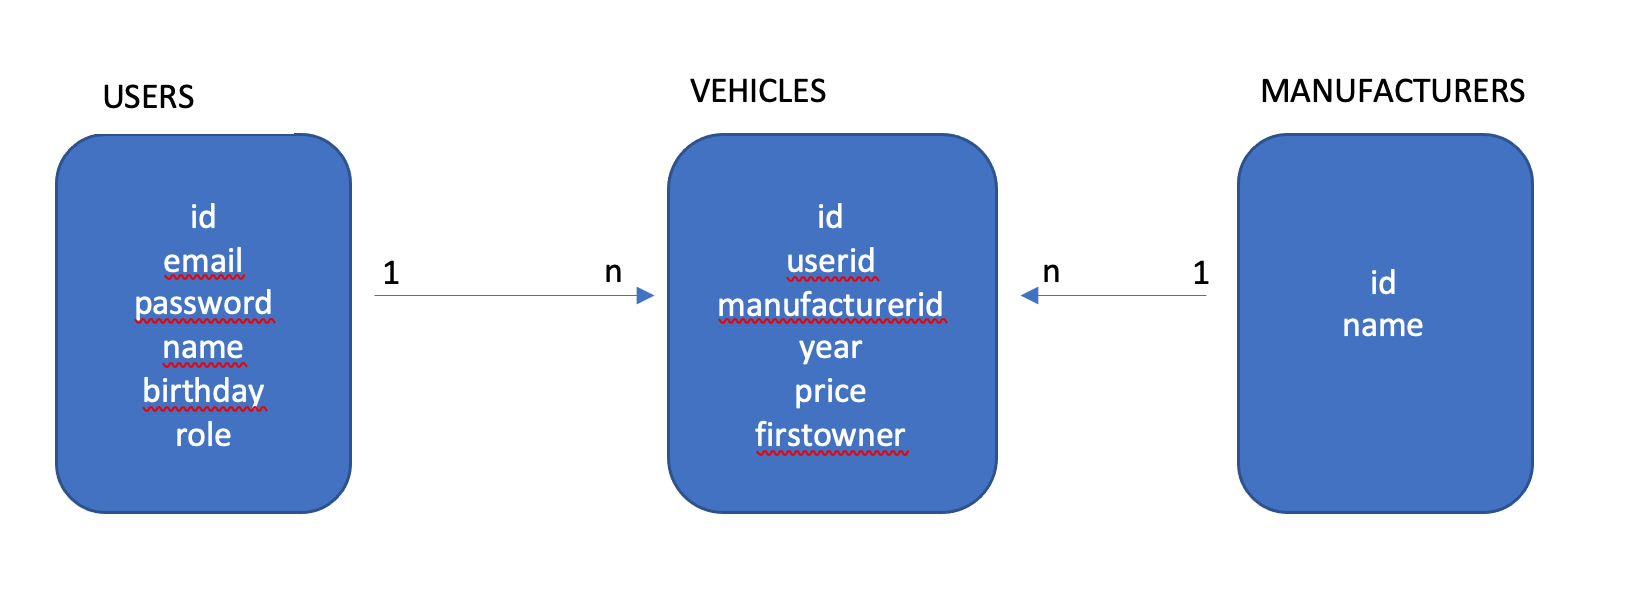 USERS
id
email
password
name
birthday
role
1
n
VEHICLES
id
userid
manufacturerid
year
price
firstowner
n
1
MANUFACTURERS
id
name